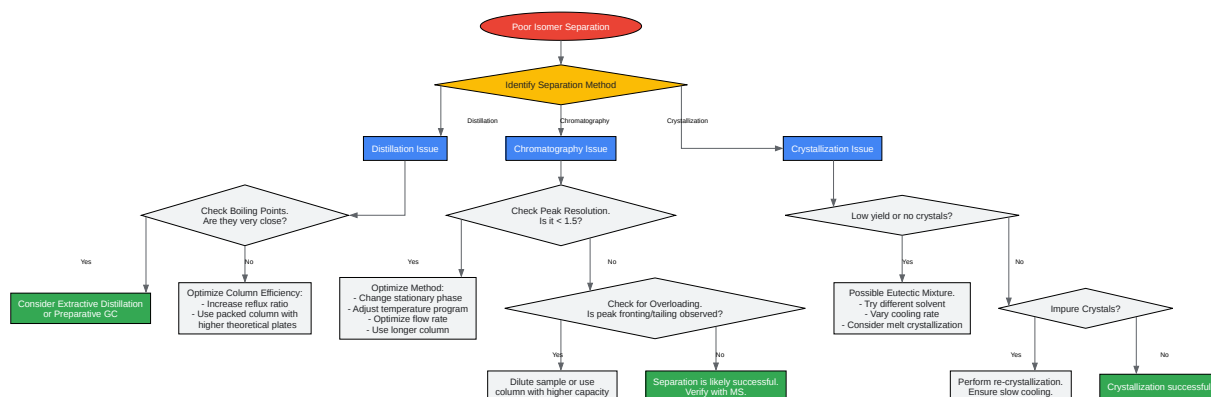 Poor Isomer Separation
Identify Separation Method
Distillation
Chromatography
Crystallization
Distillation Issue
Chromatography Issue
Crystallization Issue
Check Boiling Points.
Are they very close?
Check Peak Resolution.
Is it < 1.5?
Low yield or no crystals?
Yes
No
Yes
No
Yes
No
Consider Extractive Distillation
or Preparative GC
Optimize Column Efficiency:
- Increase reflux ratio
- Use packed column with
higher theoretical plates
Optimize Method:
- Change stationary phase
- Adjust temperature program
- Optimize flow rate
- Use longer column
Check for Overloading.
Is peak fronting/tailing observed?
Possible Eutectic Mixture.
- Try different solvent
- Vary cooling rate
- Consider melt crystallization
Impure Crystals?
Yes
No
Yes
No
Dilute sample or use
column with higher capacity
Separation is likely successful.
Verify with MS.
Perform re-crystallization.
Ensure slow cooling.
Crystallization successful